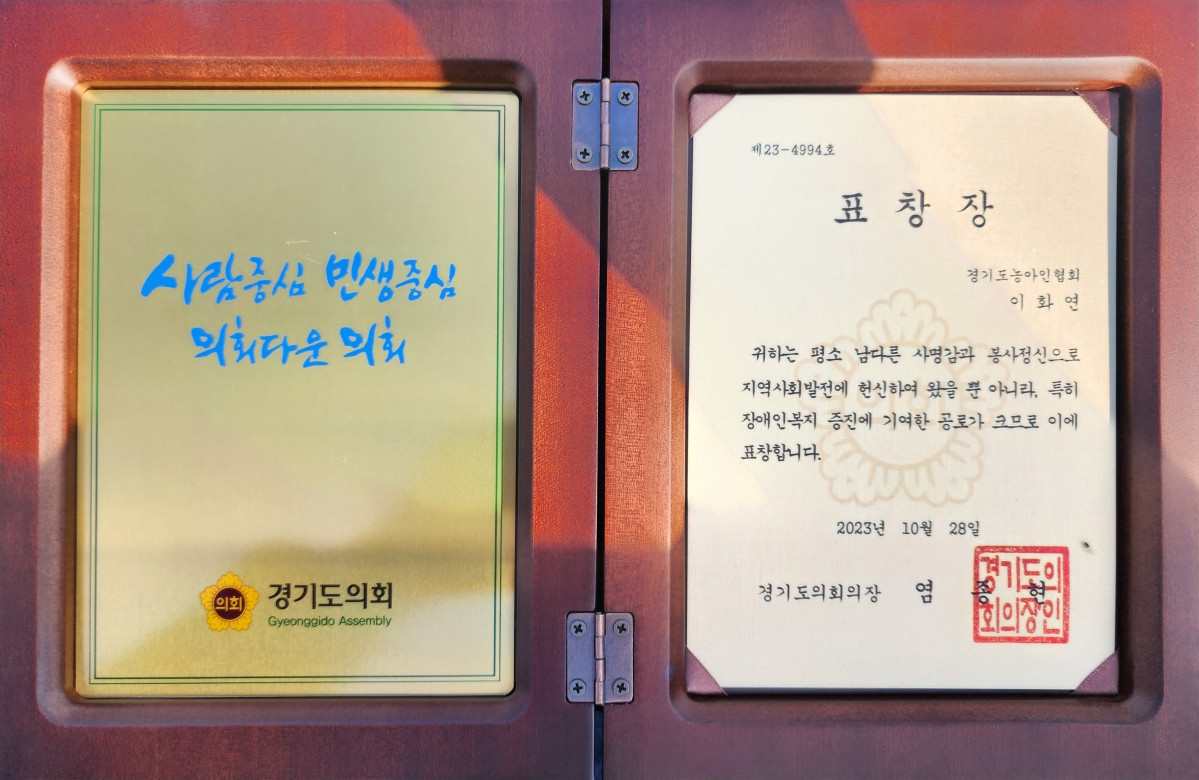 사람중심 민생중심
의회다운 의회
의회
경기도의회
Gyeonggido Assembly
제23-4994호
표 창 장
경기도농아인협회
이 화 연
귀하는 평소 남다른 사명감과 봉사정신으로
지역사회발전에 헌신하여 왔을 뿐 아니라, 특히
장애인복지 증진에 기여한 공로가 크므로 이에
표창합니다.
2023년 10월 28일
경기도의회의장 염 종 현
경기도의
회의장인